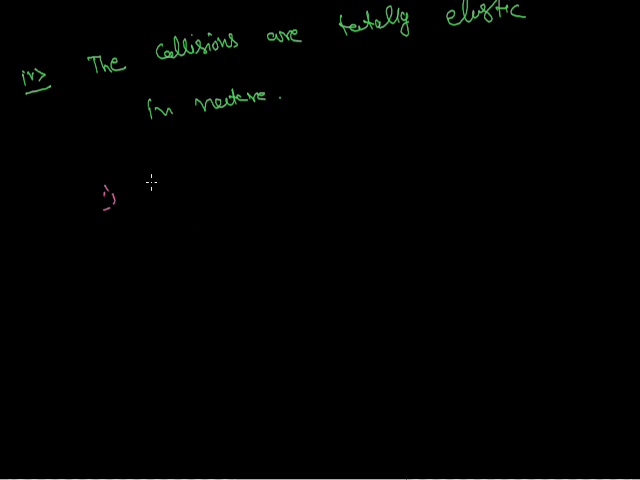 iv> The collisions are totally elastic
in nature.
i)